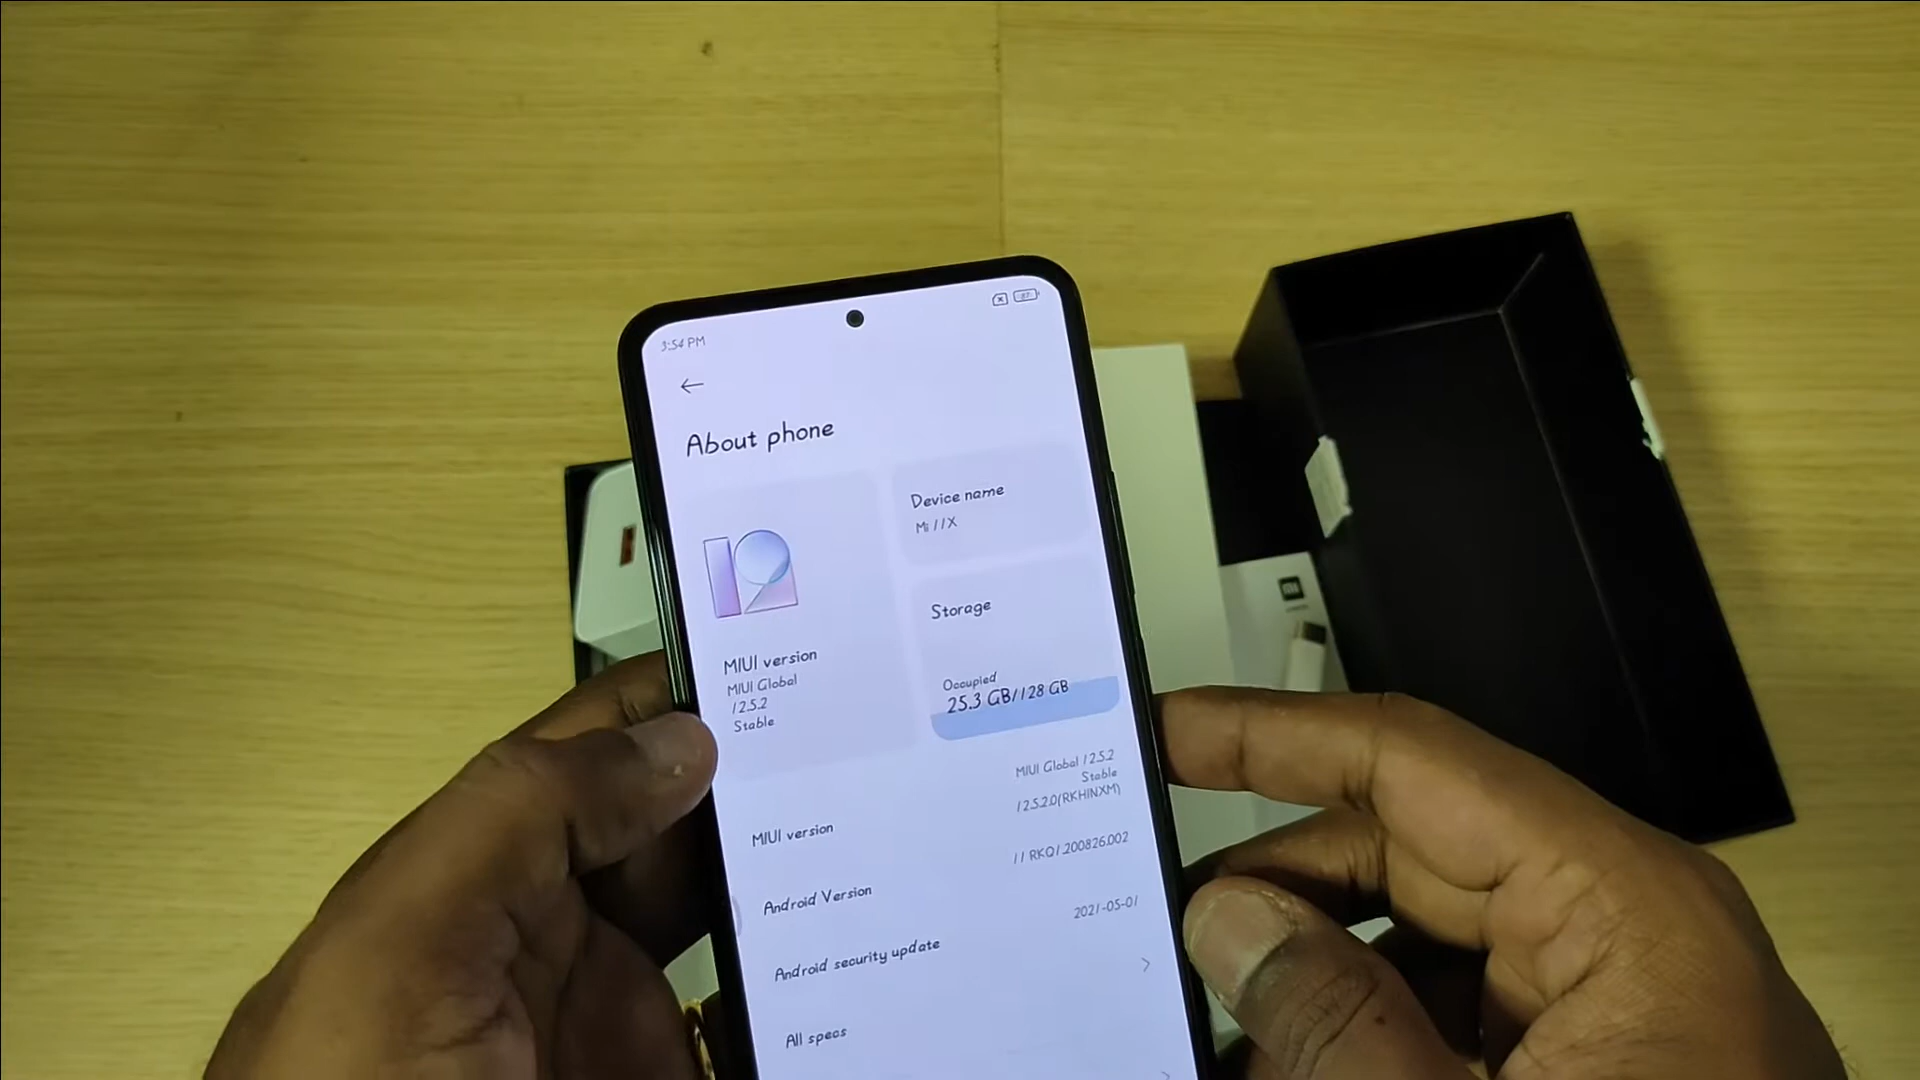 3:54 PM
About phone
Device name
Mi 11X
MIUI version
MIUI Global
12.5.2
Stable
Storage
Occupied
25.3 GB/128 GB
MIUI version
MIUI Global 12.5.2
Stable
12.5.2.0(RKHINXM)
Android Version
11 RKQ1.200826.002
Android security update
2021-05-01
All specs